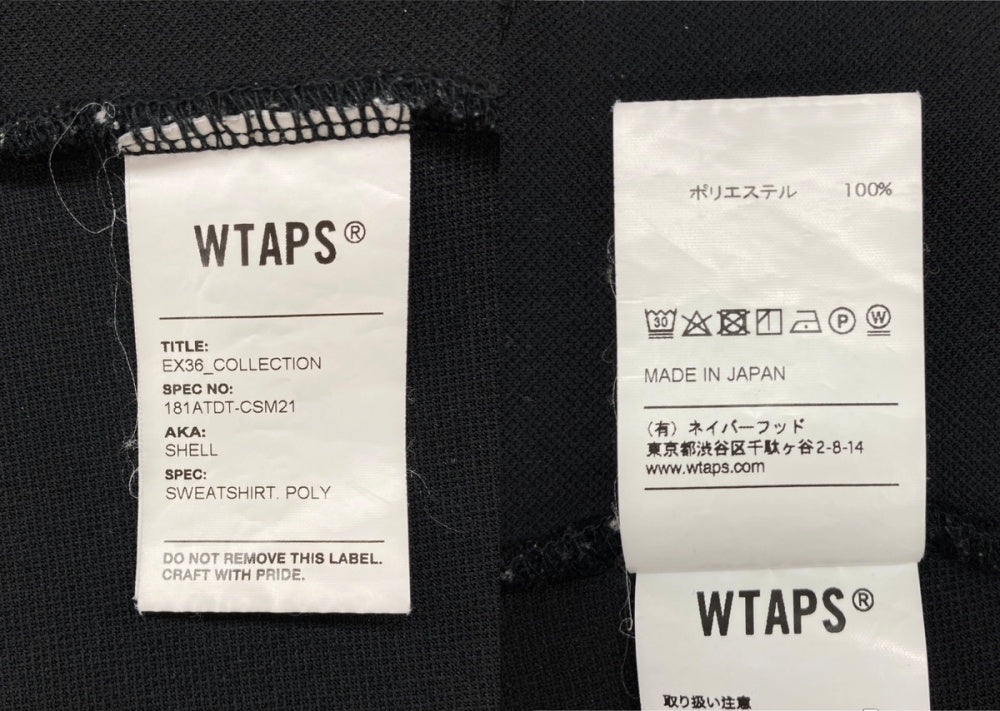 WTAPS®
TITLE:
EX36_COLLECTION
SPEC NO:
181ATDT-CSM21
AKA:
SHELL
SPEC:
SWEATSHIRT. POLY
DO NOT REMOVE THIS LABEL.
CRAFT WITH PRIDE.
ポリエステル 100%
30 P W
MADE IN JAPAN
(有) ネイバーフッド
東京都渋谷区千駄ヶ谷2-8-14
www.wtaps.com
WTAPS®
取り扱い注意